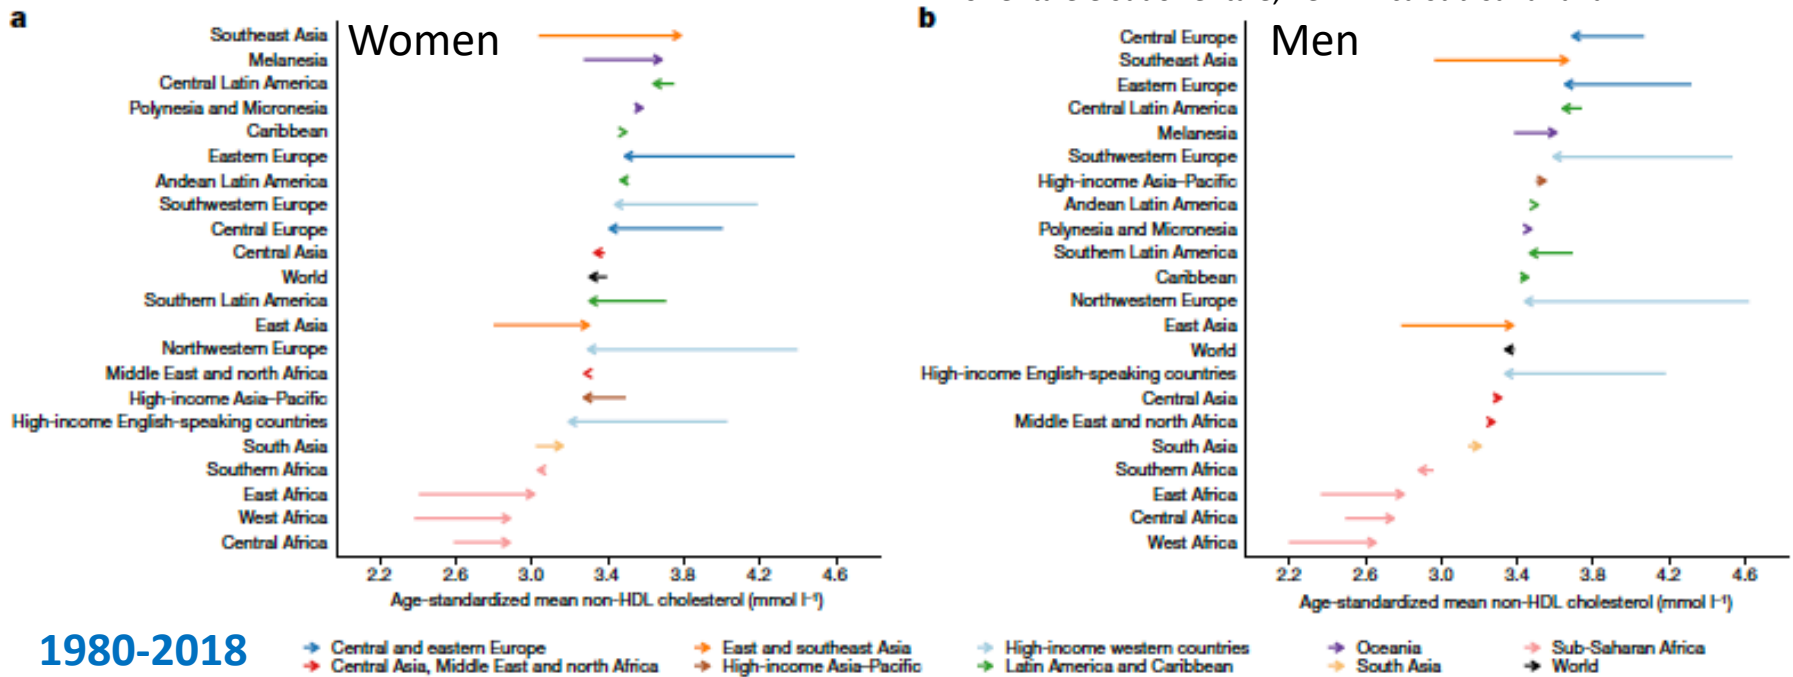 a
Women
Southeast Asia
Melanesia
Central Latin America
Polynesia and Micronesia
Caribbean
Eastern Europe
Andean Latin America
Southwestern Europe
Central Europe
Central Asia
World
Southern Latin America
East Asia
Northwestern Europe
Middle East and north Africa
High-income Asia–Pacific
High-income English-speaking countries
South Asia
Southern Africa
East Africa
West Africa
Central Africa
2.2 2.6 3.0 3.4 3.8 4.2 4.6
Age-standardized mean non-HDL cholesterol (mmol l⁻¹)
b
Men
Central Europe
Southeast Asia
Eastern Europe
Central Latin America
Melanesia
Southwestern Europe
High-income Asia–Pacific
Andean Latin America
Polynesia and Micronesia
Southern Latin America
Caribbean
Northwestern Europe
East Asia
World
High-income English-speaking countries
Central Asia
Middle East and north Africa
South Asia
Southern Africa
East Africa
Central Africa
West Africa
2.2 2.6 3.0 3.4 3.8 4.2 4.6
Age-standardized mean non-HDL cholesterol (mmol l⁻¹)
1980-2018
Central and eastern Europe East and southeast Asia High-income western countries Oceania Sub-Saharan Africa
Central Asia, Middle East and north Africa High-income Asia–Pacific Latin America and Caribbean South Asia World